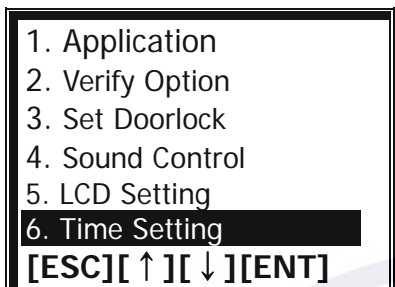 1. Application
2. Verify Option
3. Set Doorlock
4. Sound Control
5. LCD Setting
6. Time Setting
[ESC][↑][↓][ENT]